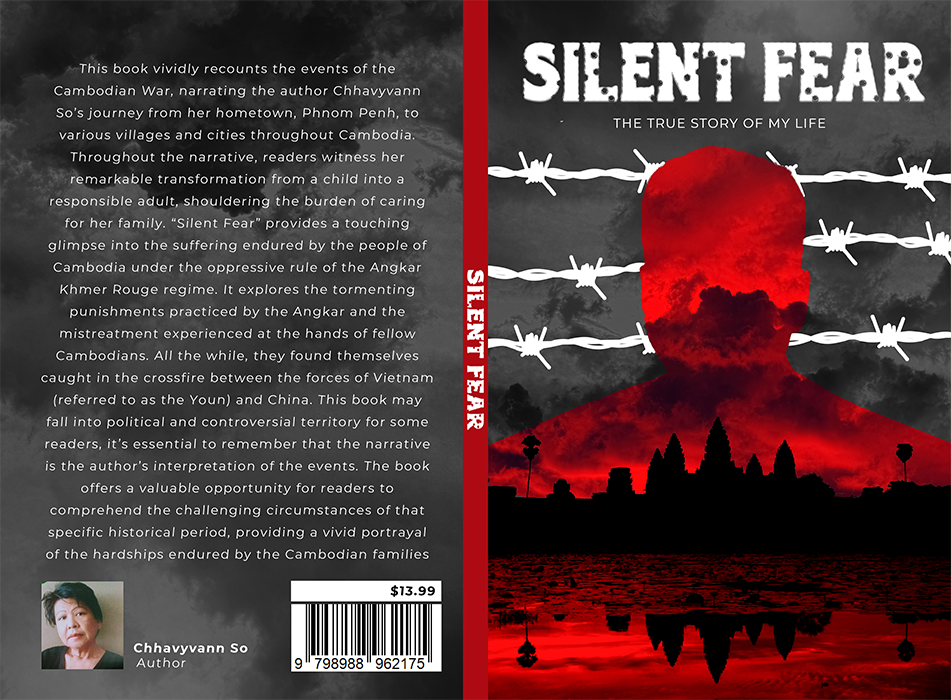 This book vividly recounts the events of the
Cambodian War, narrating the author Chhavyvann
So's journey from her hometown, Phnom Penh, to
various villages and cities throughout Cambodia.
Throughout the narrative, readers witness her
remarkable transformation from a child into a
responsible adult, shouldering the burden of caring
for her family. “Silent Fear” provides a touching
glimpse into the suffering endured by the people of
Cambodia under the oppressive rule of the Angkar
Khmer Rouge regime. It explores the tormenting
punishments practiced by the Angkar and the
mistreatment experienced at the hands of fellow
Cambodians. All the while, they found themselves
caught in the crossfire between the forces of Vietnam
(referred to as the Youn) and China. This book may
fall into political and controversial territory for some
readers, it's essential to remember that the narrative
is the author's interpretation of the events. The book
offers a valuable opportunity for readers to
comprehend the challenging circumstances of that
specific historical period, providing a vivid portrayal
of the hardships endured by the Cambodian families
Chhavyvann So
Author
$13.99
9 798988 962175
SILENT FEAR
SILENT FEAR
THE TRUE STORY OF MY LIFE